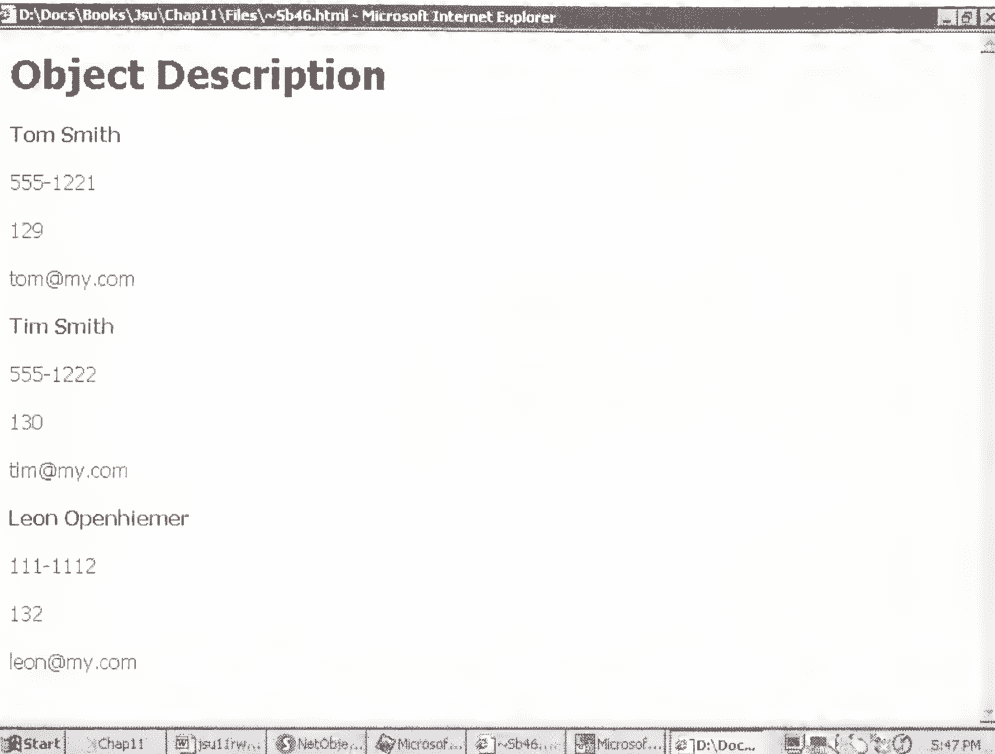 D:\Docs\Books\Jsu\Chap11\Files\~Sb46.html - Microsoft Internet Explorer
Object Description
Tom Smith
555-1221
129
tom@my.com
Tim Smith
555-1222
130
tim@my.com
Leon Openhiemer
111-1112
132
leon@my.com
Start Chap11 jsu11rw... NetObje... Microsof... ~Sb46.... Microsof... D:\Doc... 5:47 PM